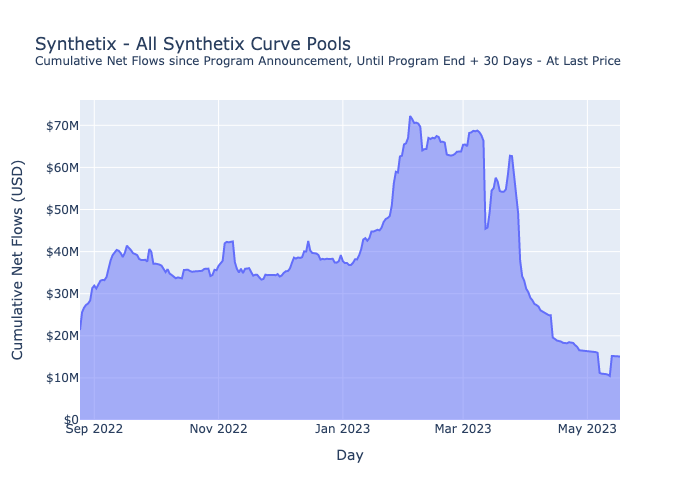 Synthetix - All Synthetix Curve Pools
Cumulative Net Flows since Program Announcement, Until Program End + 30 Days - At Last Price
Cumulative Net Flows (USD)
$70M
$60M
$50M
$40M
$30M
$20M
$10M
$0
Sep 2022
Nov 2022
Jan 2023
Mar 2023
May 2023
Day